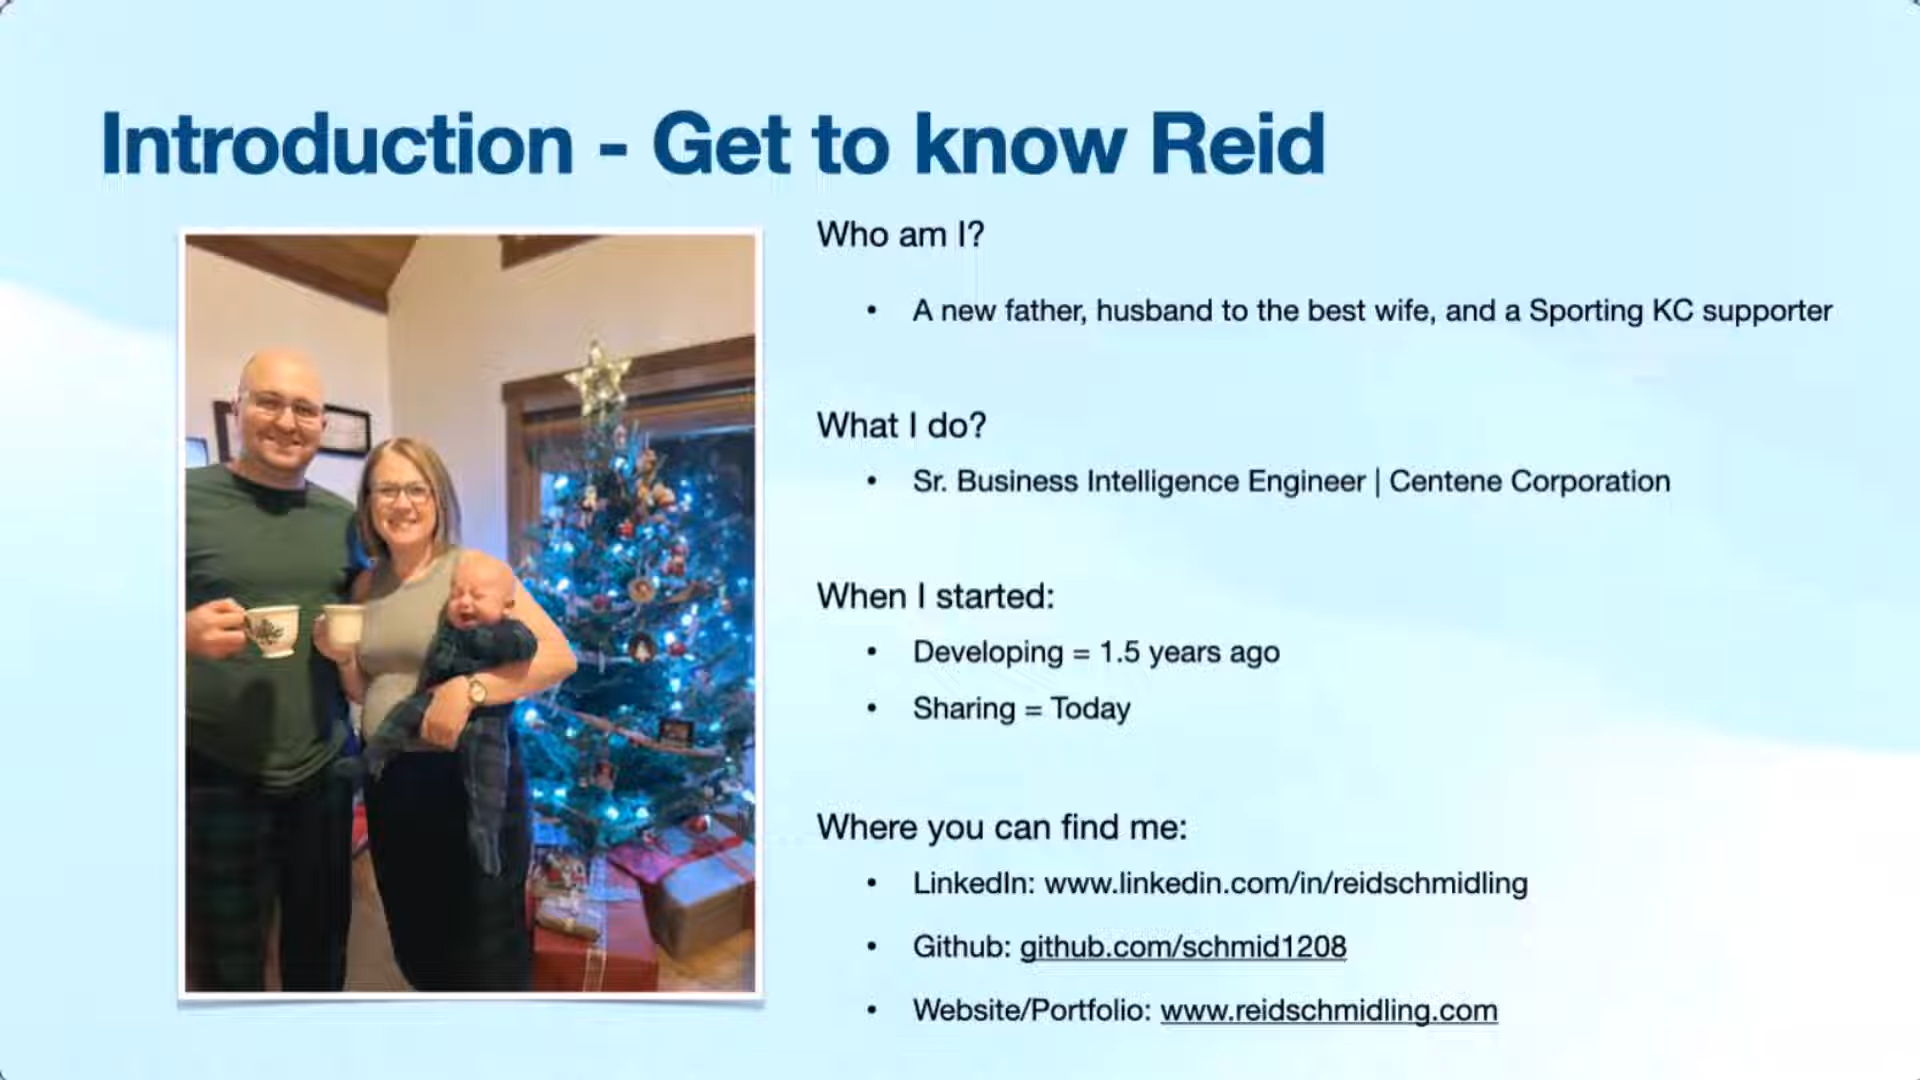 Introduction - Get to know Reid
Who am I?
• A new father, husband to the best wife, and a Sporting KC supporter
What I do?
• Sr. Business Intelligence Engineer | Centene Corporation
When I started:
• Developing = 1.5 years ago
• Sharing = Today
Where you can find me:
• LinkedIn: www.linkedin.com/in/reidschmidling
• Github: github.com/schmid1208
• Website/Portfolio: www.reidschmidling.com